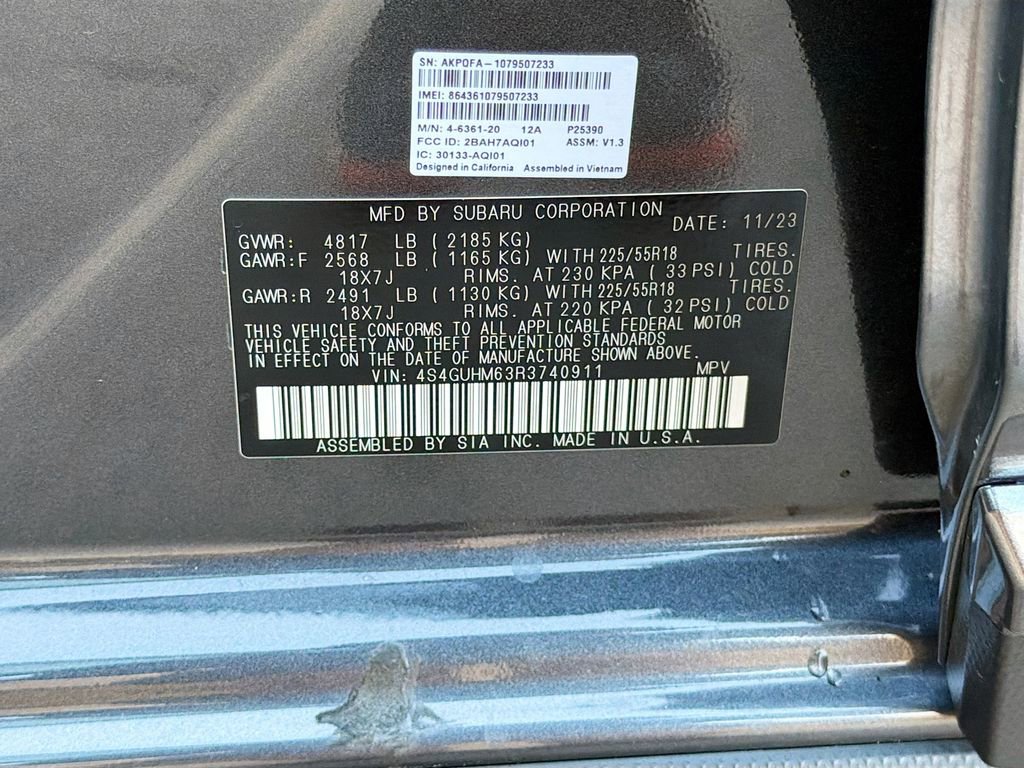 SN: AKPQFA-1079507233
IMEI: 864361079507233
M/N: 4-6361-20 12A P25390
FCC ID: 2BAH7AQI01 ASSM: V1.3
IC: 30133-AQI01
Designed in California Assembled in Vietnam
MFD BY SUBARU CORPORATION DATE: 11/23
GVWR: 4817 LB ( 2185 KG)
GAWR:F 2568 LB ( 1165 KG) WITH 225/55R18 TIRES.
18X7J RIMS. AT 230 KPA ( 33 PSI) COLD
GAWR:R 2491 LB ( 1130 KG) WITH 225/55R18 TIRES.
18X7J RIMS. AT 220 KPA ( 32 PSI) COLD
THIS VEHICLE CONFORMS TO ALL APPLICABLE FEDERAL MOTOR
VEHICLE SAFETY AND THEFT PREVENTION STANDARDS
IN EFFECT ON THE DATE OF MANUFACTURE SHOWN ABOVE.
VIN: 4S4GUHM63R3740911 MPV
ASSEMBLED BY SIA INC. MADE IN U.S.A.